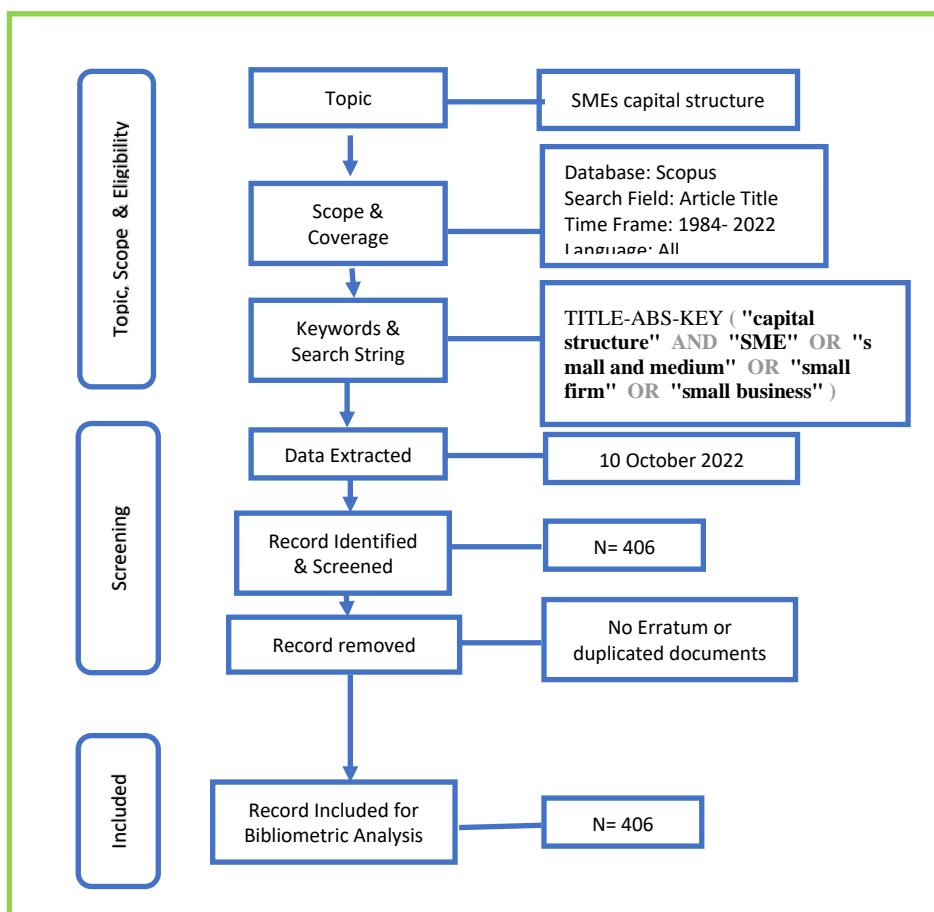 Topic, Scope & Eligibility
Topic
SMEs capital structure
Scope &
Coverage
Database: Scopus
Search Field: Article Title
Time Frame: 1984- 2022
Language: All
Keywords &
Search String
TITLE-ABS-KEY ( "capital
structure" AND "SME" OR "s
mall and medium" OR "small
firm" OR "small business" )
Screening
Data Extracted
10 October 2022
Record Identified
& Screened
N= 406
Record removed
No Erratum or
duplicated documents
Included
Record Included for
Bibliometric Analysis
N= 406